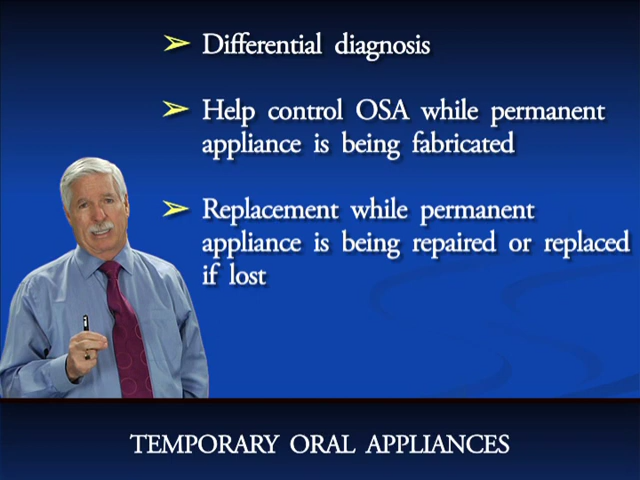 Differential diagnosis
Help control OSA while permanent
appliance is being fabricated
Replacement while permanent
appliance is being repaired or replaced
if lost
TEMPORARY ORAL APPLIANCES